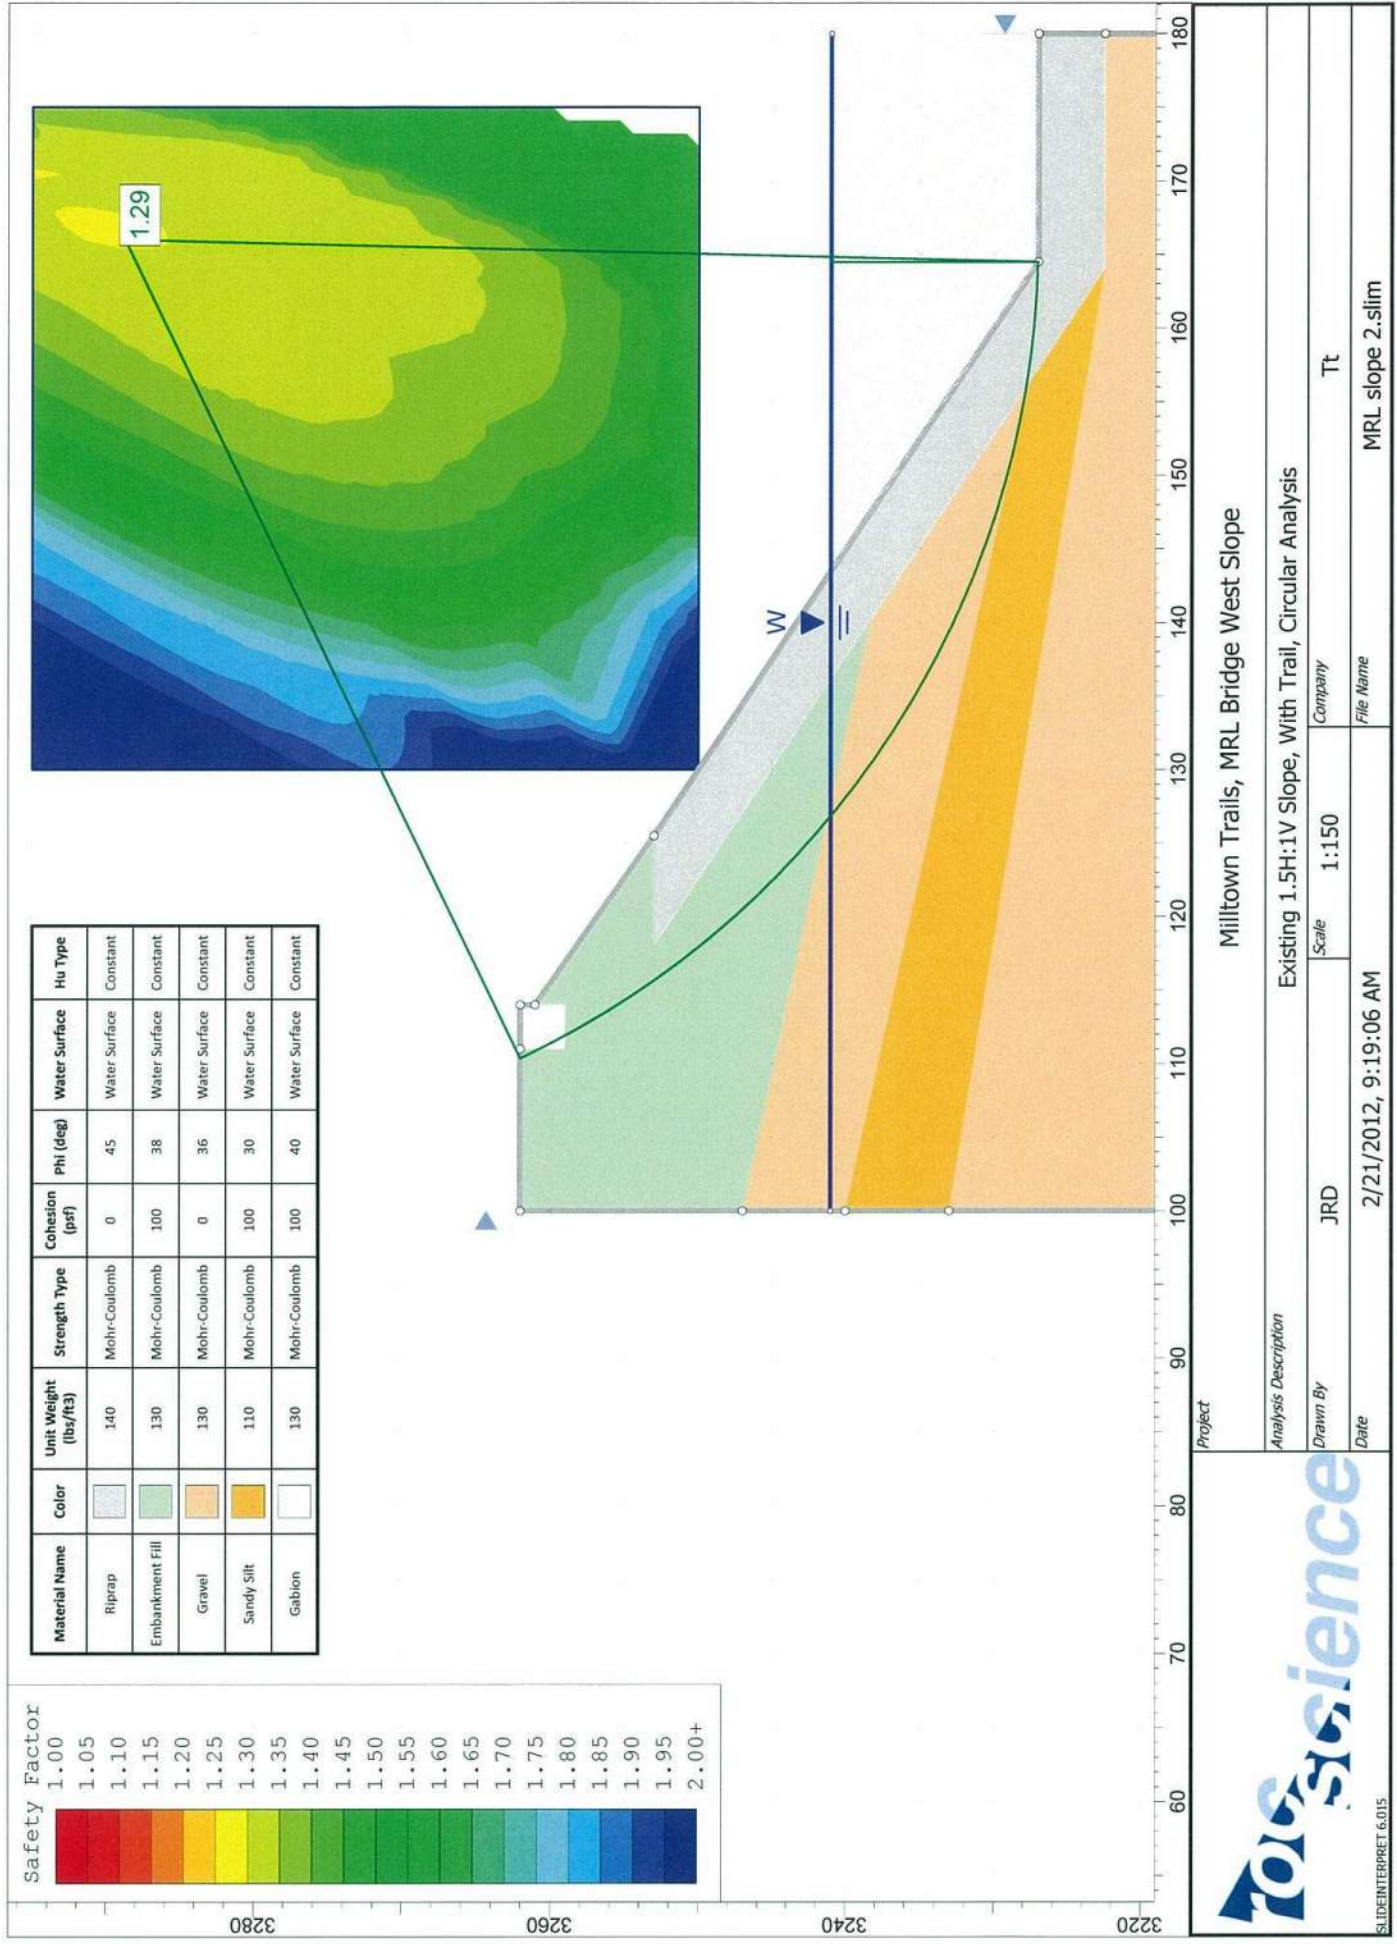 Safety Factor
1.00
1.05
1.10
1.15
1.20
1.25
1.30
1.35
1.40
1.45
1.50
1.55
1.60
1.65
1.70
1.75
1.80
1.85
1.90
1.95
2.00+
Material Name Color Unit Weight (lbs/ft3) Strength Type Cohesion (psf) Phi (deg) Water Surface Hu Type
Riprap 140 Mohr-Coulomb 0 45 Water Surface Constant
Embankment Fill 130 Mohr-Coulomb 100 38 Water Surface Constant
Gravel 130 Mohr-Coulomb 0 36 Water Surface Constant
Sandy Silt 110 Mohr-Coulomb 100 30 Water Surface Constant
Gabion 130 Mohr-Coulomb 100 40 Water Surface Constant
1.29
W
3280
3260
3240
3220
60 70 80 90 100 110 120 130 140 150 160 170 180
rocscience
SLIDEINTERPRET 6.015
Project
Milltown Trails, MRL Bridge West Slope
Analysis Description
Existing 1.5H:1V Slope, With Trail, Circular Analysis
Drawn By JRD Scale 1:150 Company Tt
Date 2/21/2012, 9:19:06 AM File Name MRL slope 2.slim